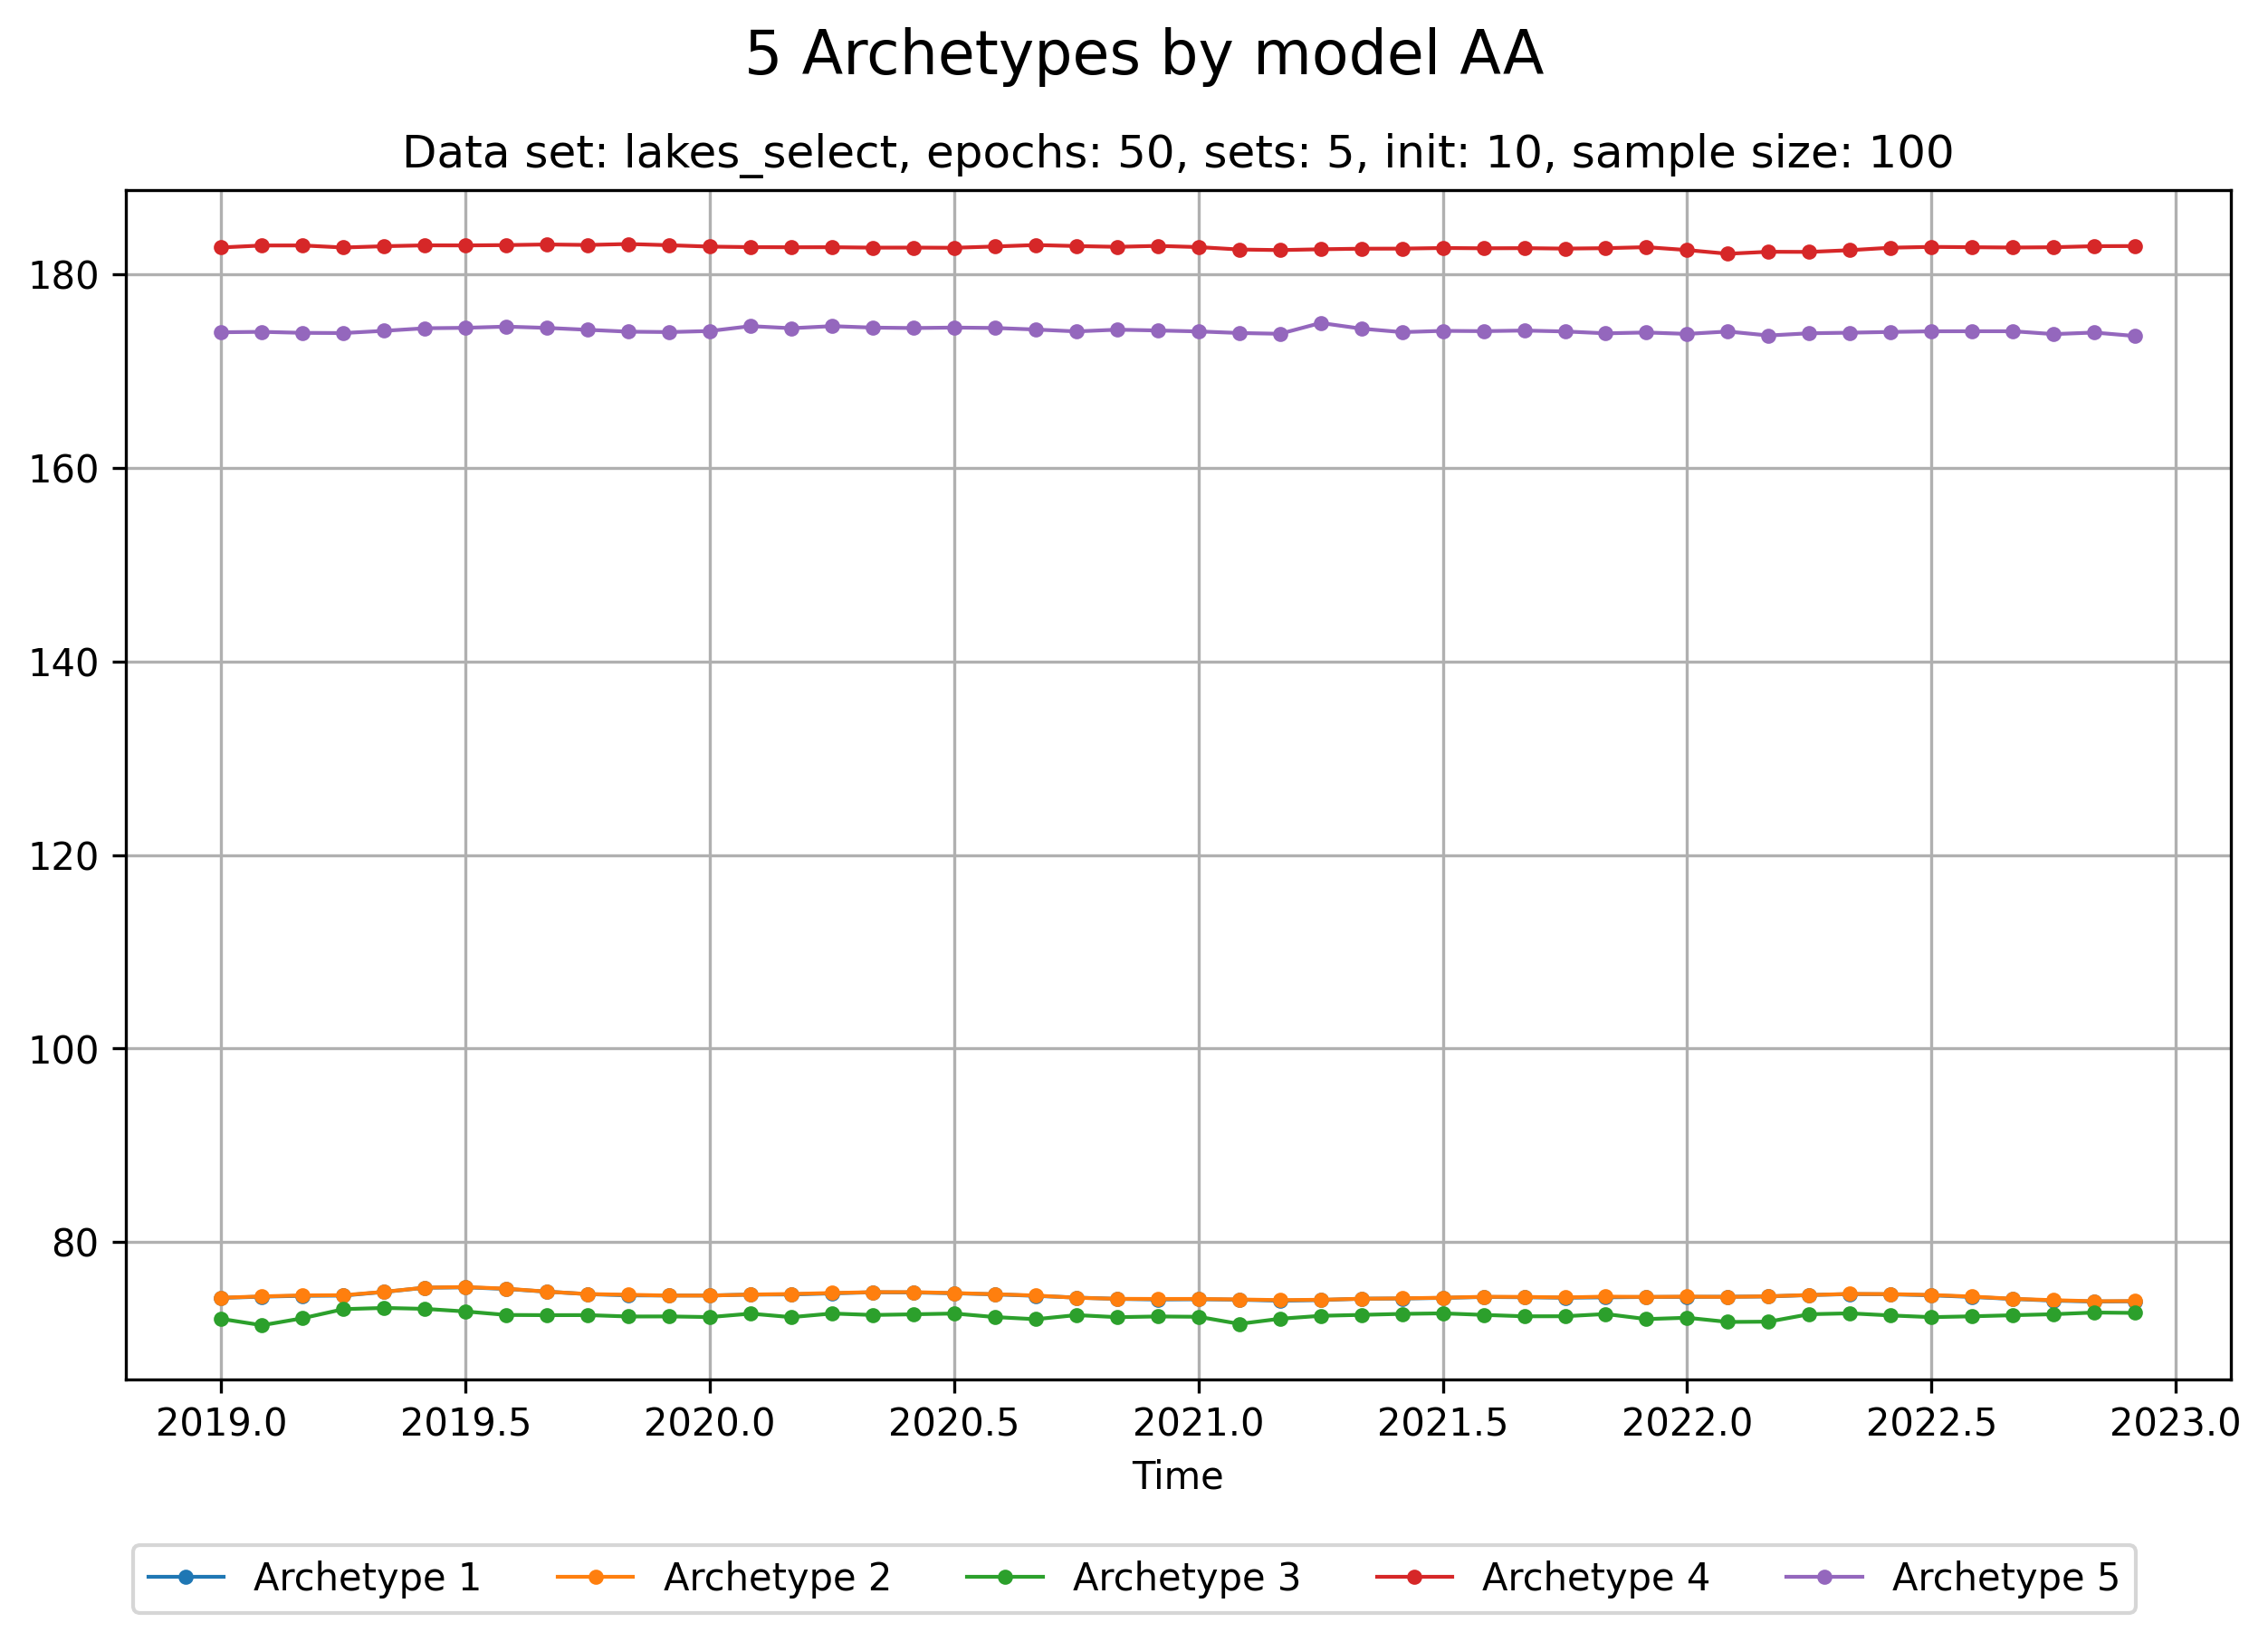 5 Archetypes by model AA
Data set: lakes_select, epochs: 50, sets: 5, init: 10, sample size: 100
180
160
140
120
100
80
2019.0 2019.5 2020.0 2020.5 2021.0 2021.5 2022.0 2022.5 2023.0
Time
Archetype 1 Archetype 2 Archetype 3 Archetype 4 Archetype 5